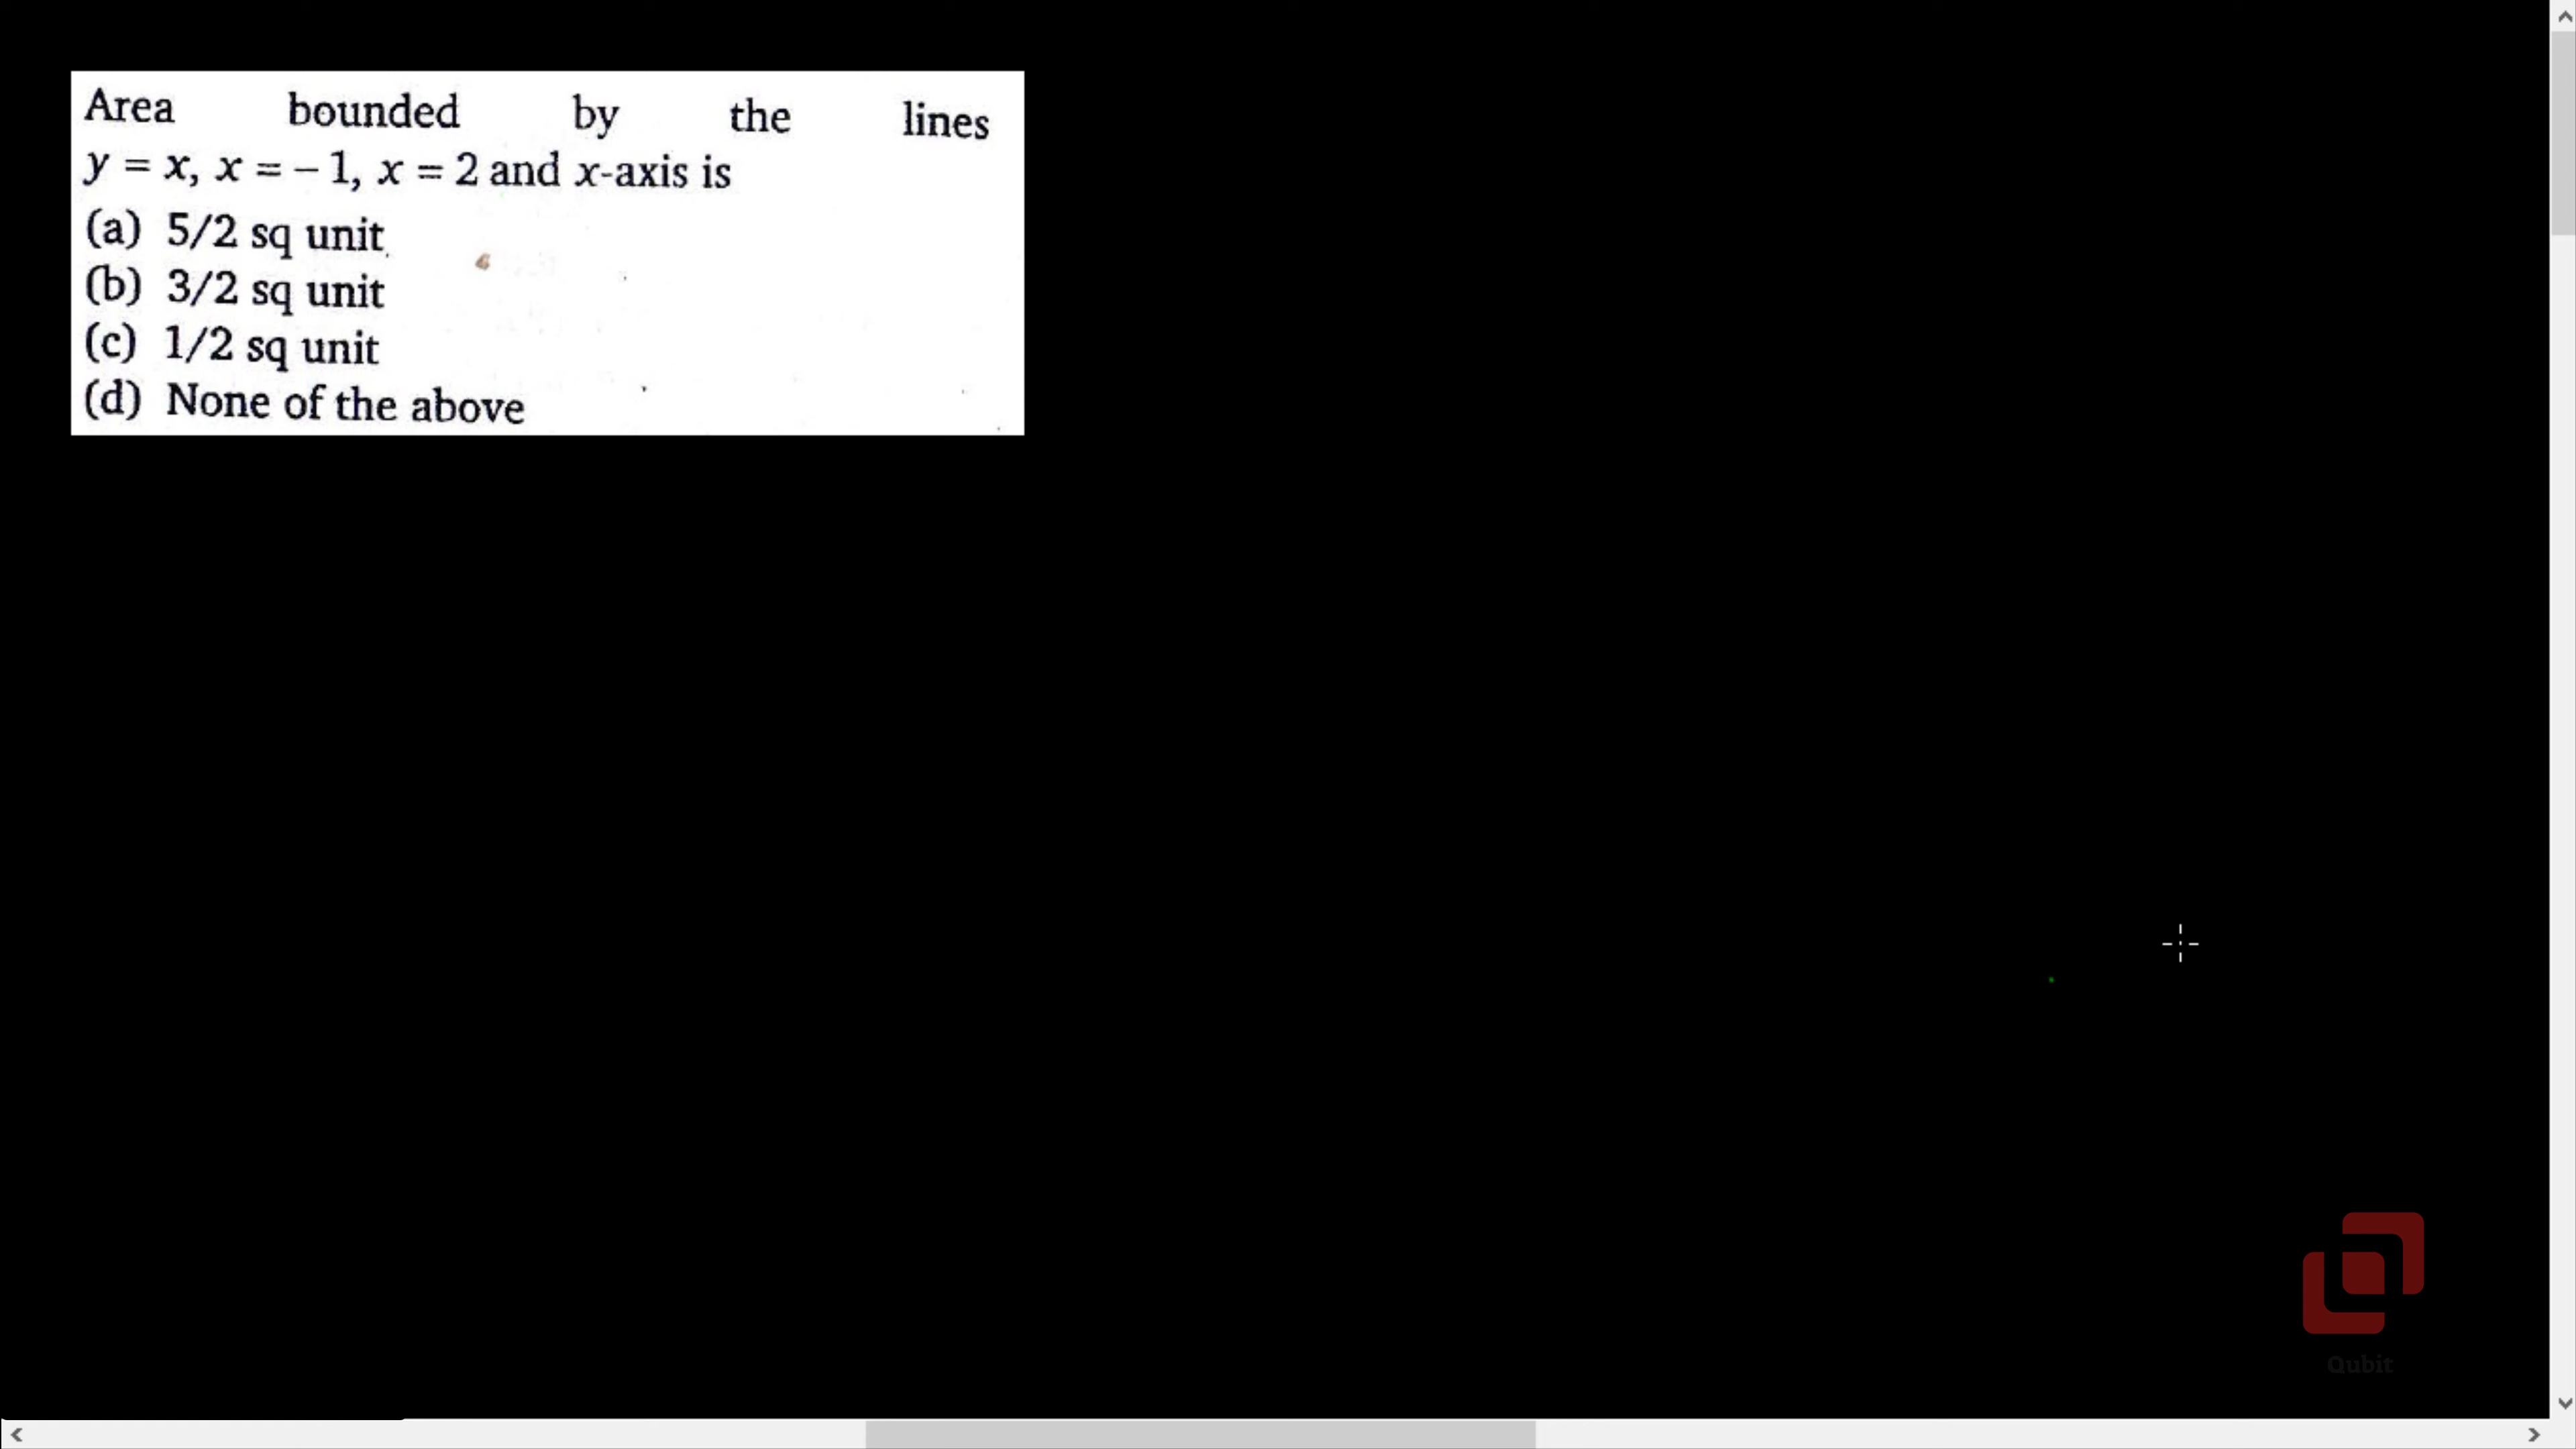 Area bounded by the lines
y = x, x = – 1, x = 2 and x-axis is
(a) 5/2 sq unit
(b) 3/2 sq unit
(c) 1/2 sq unit
(d) None of the above
Qubit